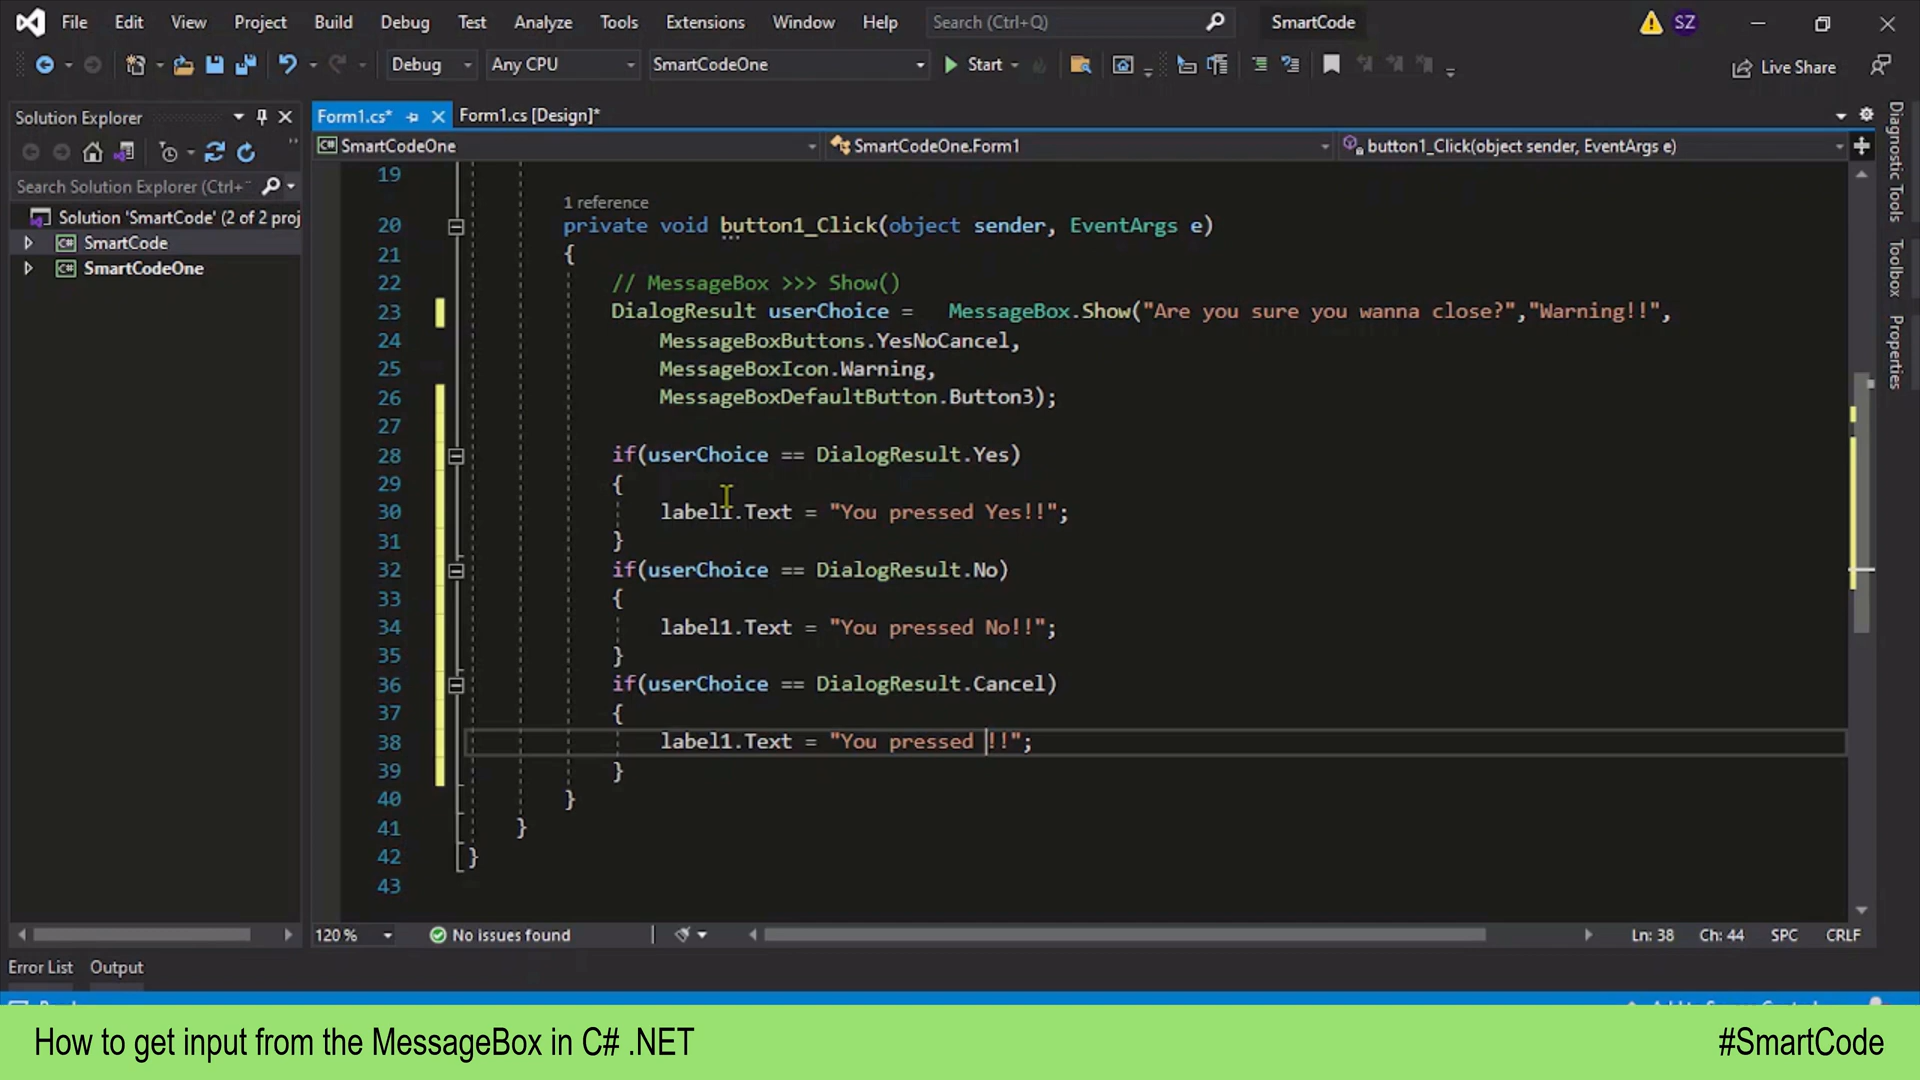 File Edit View Project Build Debug Test Analyze Tools Extensions Window Help Search (Ctrl+Q) SmartCode SZ
Debug Any CPU SmartCodeOne Start Live Share
Solution Explorer
Search Solution Explorer (Ctrl+
Solution 'SmartCode' (2 of 2 proj
C# SmartCode
C# SmartCodeOne
Form1.cs* Form1.cs [Design]*
C# SmartCodeOne SmartCodeOne.Form1 button1_Click(object sender, EventArgs e)
19
1 reference
20 private void button1_Click(object sender, EventArgs e)
21 {
22 // MessageBox >>> Show()
23 DialogResult userChoice = MessageBox.Show("Are you sure you wanna close?","Warning!!",
24 MessageBoxButtons.YesNoCancel,
25 MessageBoxIcon.Warning,
26 MessageBoxDefaultButton.Button3);
27
28 if(userChoice == DialogResult.Yes)
29 {
30 label1.Text = "You pressed Yes!!";
31 }
32 if(userChoice == DialogResult.No)
33 {
34 label1.Text = "You pressed No!!";
35 }
36 if(userChoice == DialogResult.Cancel)
37 {
38 label1.Text = "You pressed !!";
39 }
40 }
41 }
42 }
43
120 % No issues found Ln: 38 Ch: 44 SPC CRLF
Error List Output
Diagnostic Tools
Toolbox
Properties
How to get input from the MessageBox in C# .NET
#SmartCode